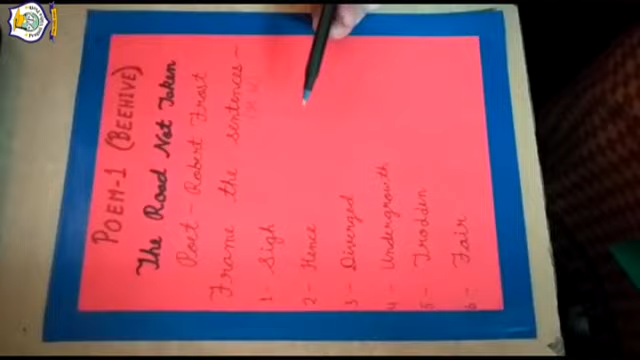 POEM-1 (BEEHIVE)
The Road Not Taken
Poet - Robert Frost
Frame the sentences -
1- Sigh
2- Hence
3- Diverged
4- Undergrowth
5- Trodden
6- Fair